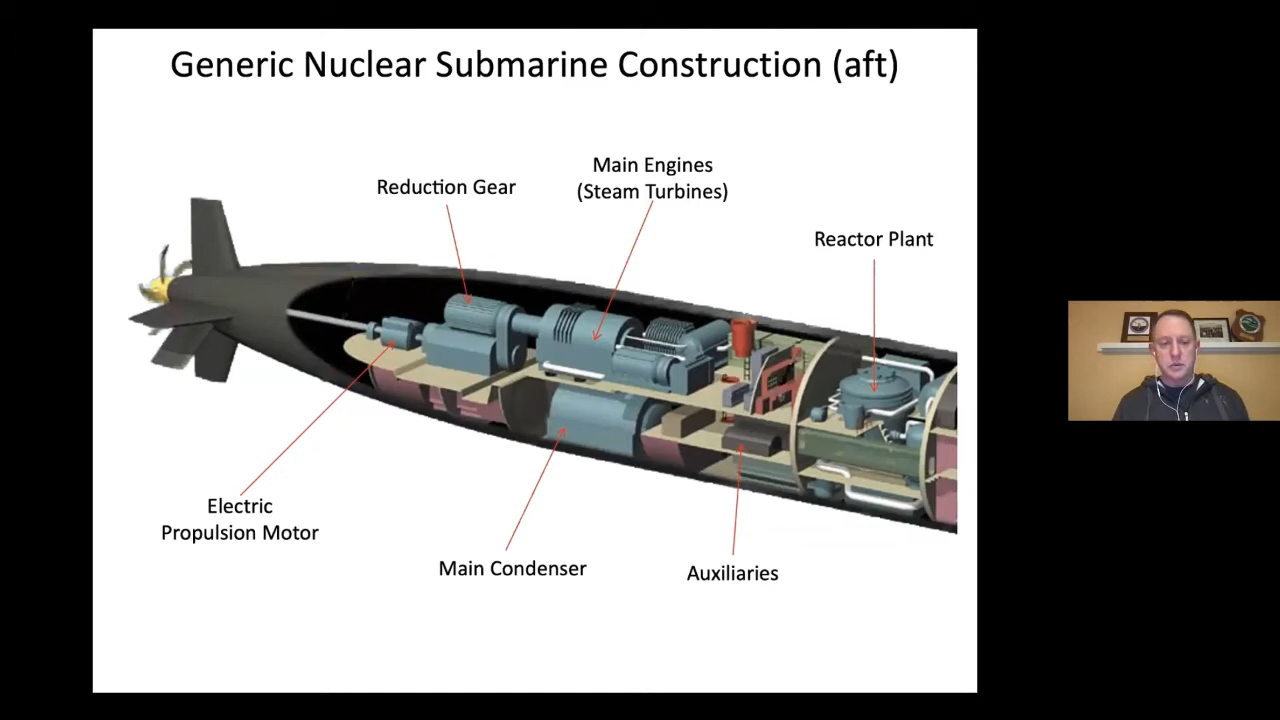 Generic Nuclear Submarine Construction (aft)
Main Engines
(Steam Turbines)
Reduction Gear
Reactor Plant
Electric
Propulsion Motor
Main Condenser
Auxiliaries